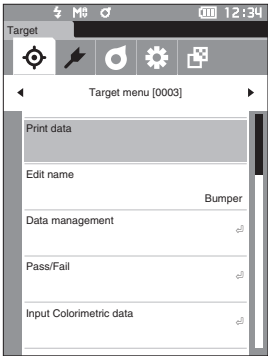 12:34
Target
Target menu [0003]
Print data
Edit name
Bumper
Data management
Pass/Fail
Input Colorimetric data